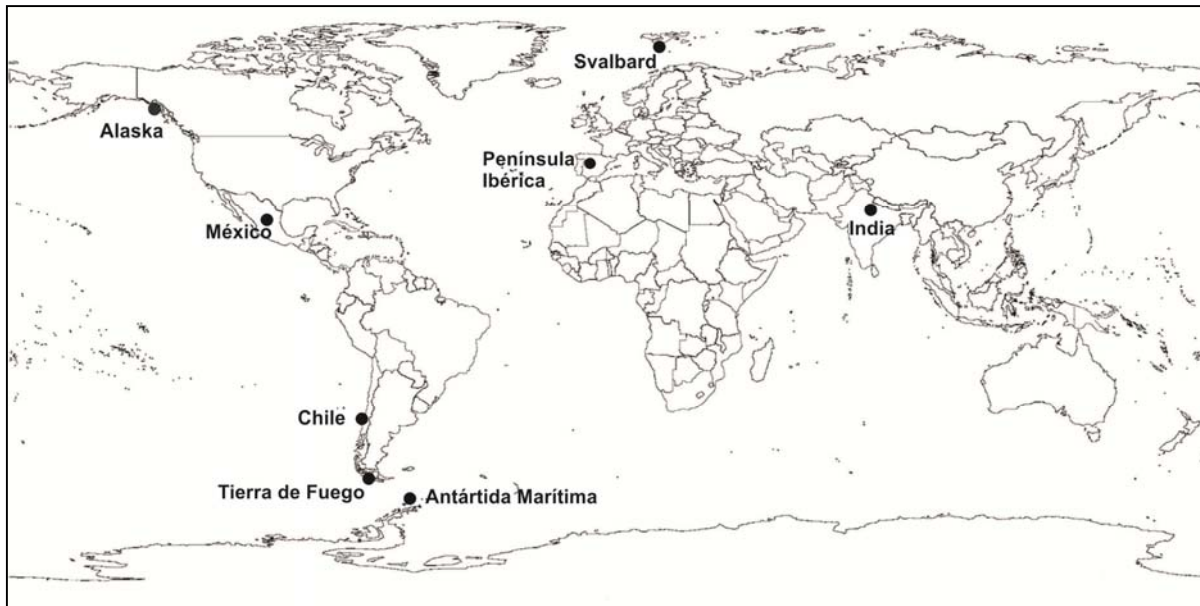 Svalbard
Alaska
Península
Ibérica
México
India
Chile
Tierra de Fuego
Antártida Marítima